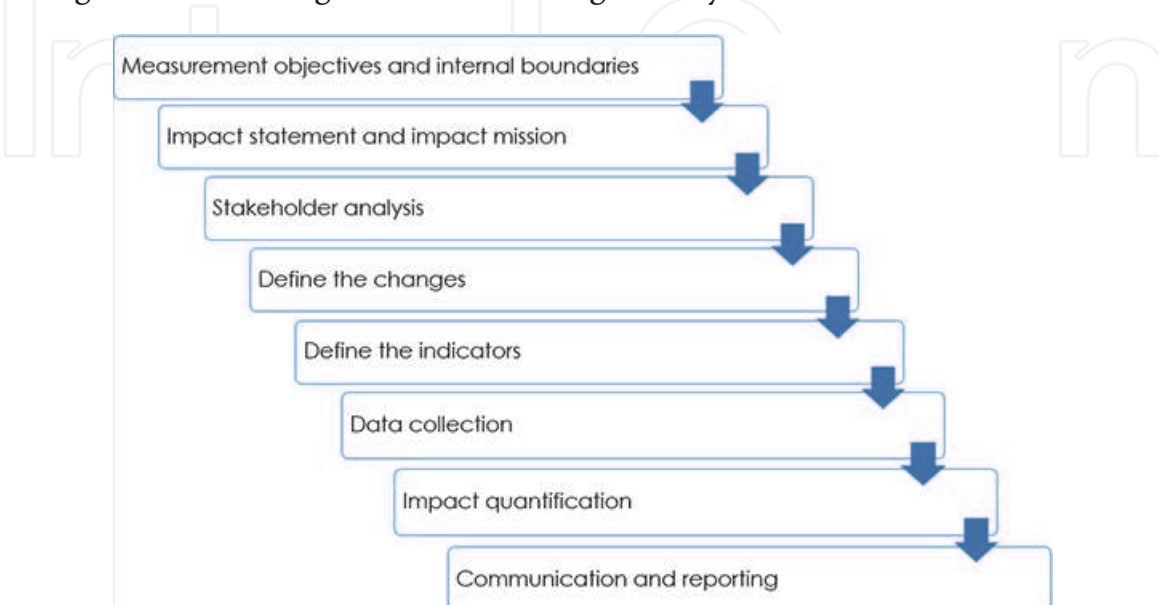 Measurement objectives and internal boundaries
Impact statement and impact mission
Stakeholder analysis
Define the changes
Define the indicators
Data collection
Impact quantification
Communication and reporting